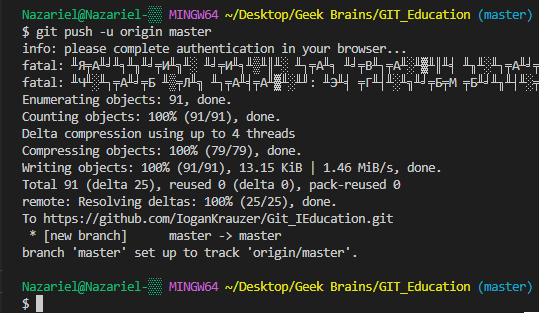 Nazariel@Nazariel-░░ MINGW64 ~/Desktop/Geek Brains/GIT_Education (master)
$ git push -u origin master
info: please complete authentication in your browser...
fatal:
fatal:
Enumerating objects: 91, done.
Counting objects: 100% (91/91), done.
Delta compression using up to 4 threads
Compressing objects: 100% (79/79), done.
Writing objects: 100% (91/91), 13.15 KiB | 1.46 MiB/s, done.
Total 91 (delta 25), reused 0 (delta 0), pack-reused 0
remote: Resolving deltas: 100% (25/25), done.
To https://github.com/IoganKrauzer/Git_IEducation.git
 * [new branch]      master -> master
branch 'master' set up to track 'origin/master'.
Nazariel@Nazariel-░░ MINGW64 ~/Desktop/Geek Brains/GIT_Education (master)
$